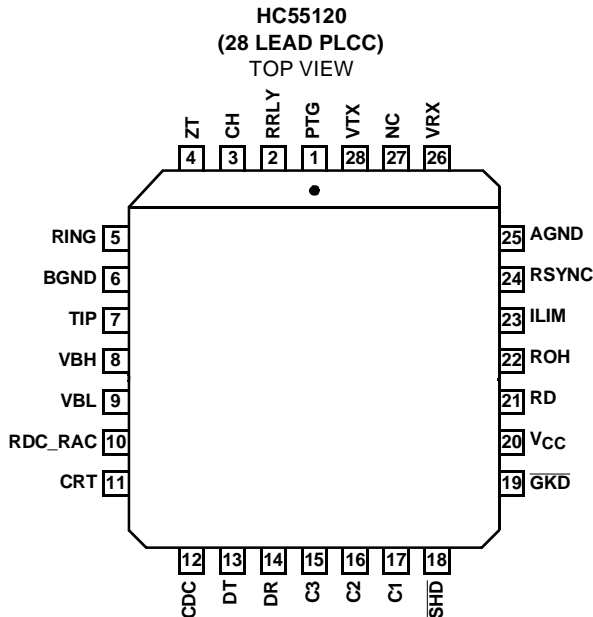 HC55120
(28 LEAD PLCC)
TOP VIEW
ZT CH RRLY PTG VTX NC VRX
4 3 2 1 28 27 26
RING 5
BGND 6
TIP 7
VBH 8
VBL 9
RDC_RAC 10
CRT 11
25 AGND
24 RSYNC
23 ILIM
22 ROH
21 RD
20 VCC
19 GKD
12 13 14 15 16 17 18
CDC DT DR C3 C2 C1 SHD